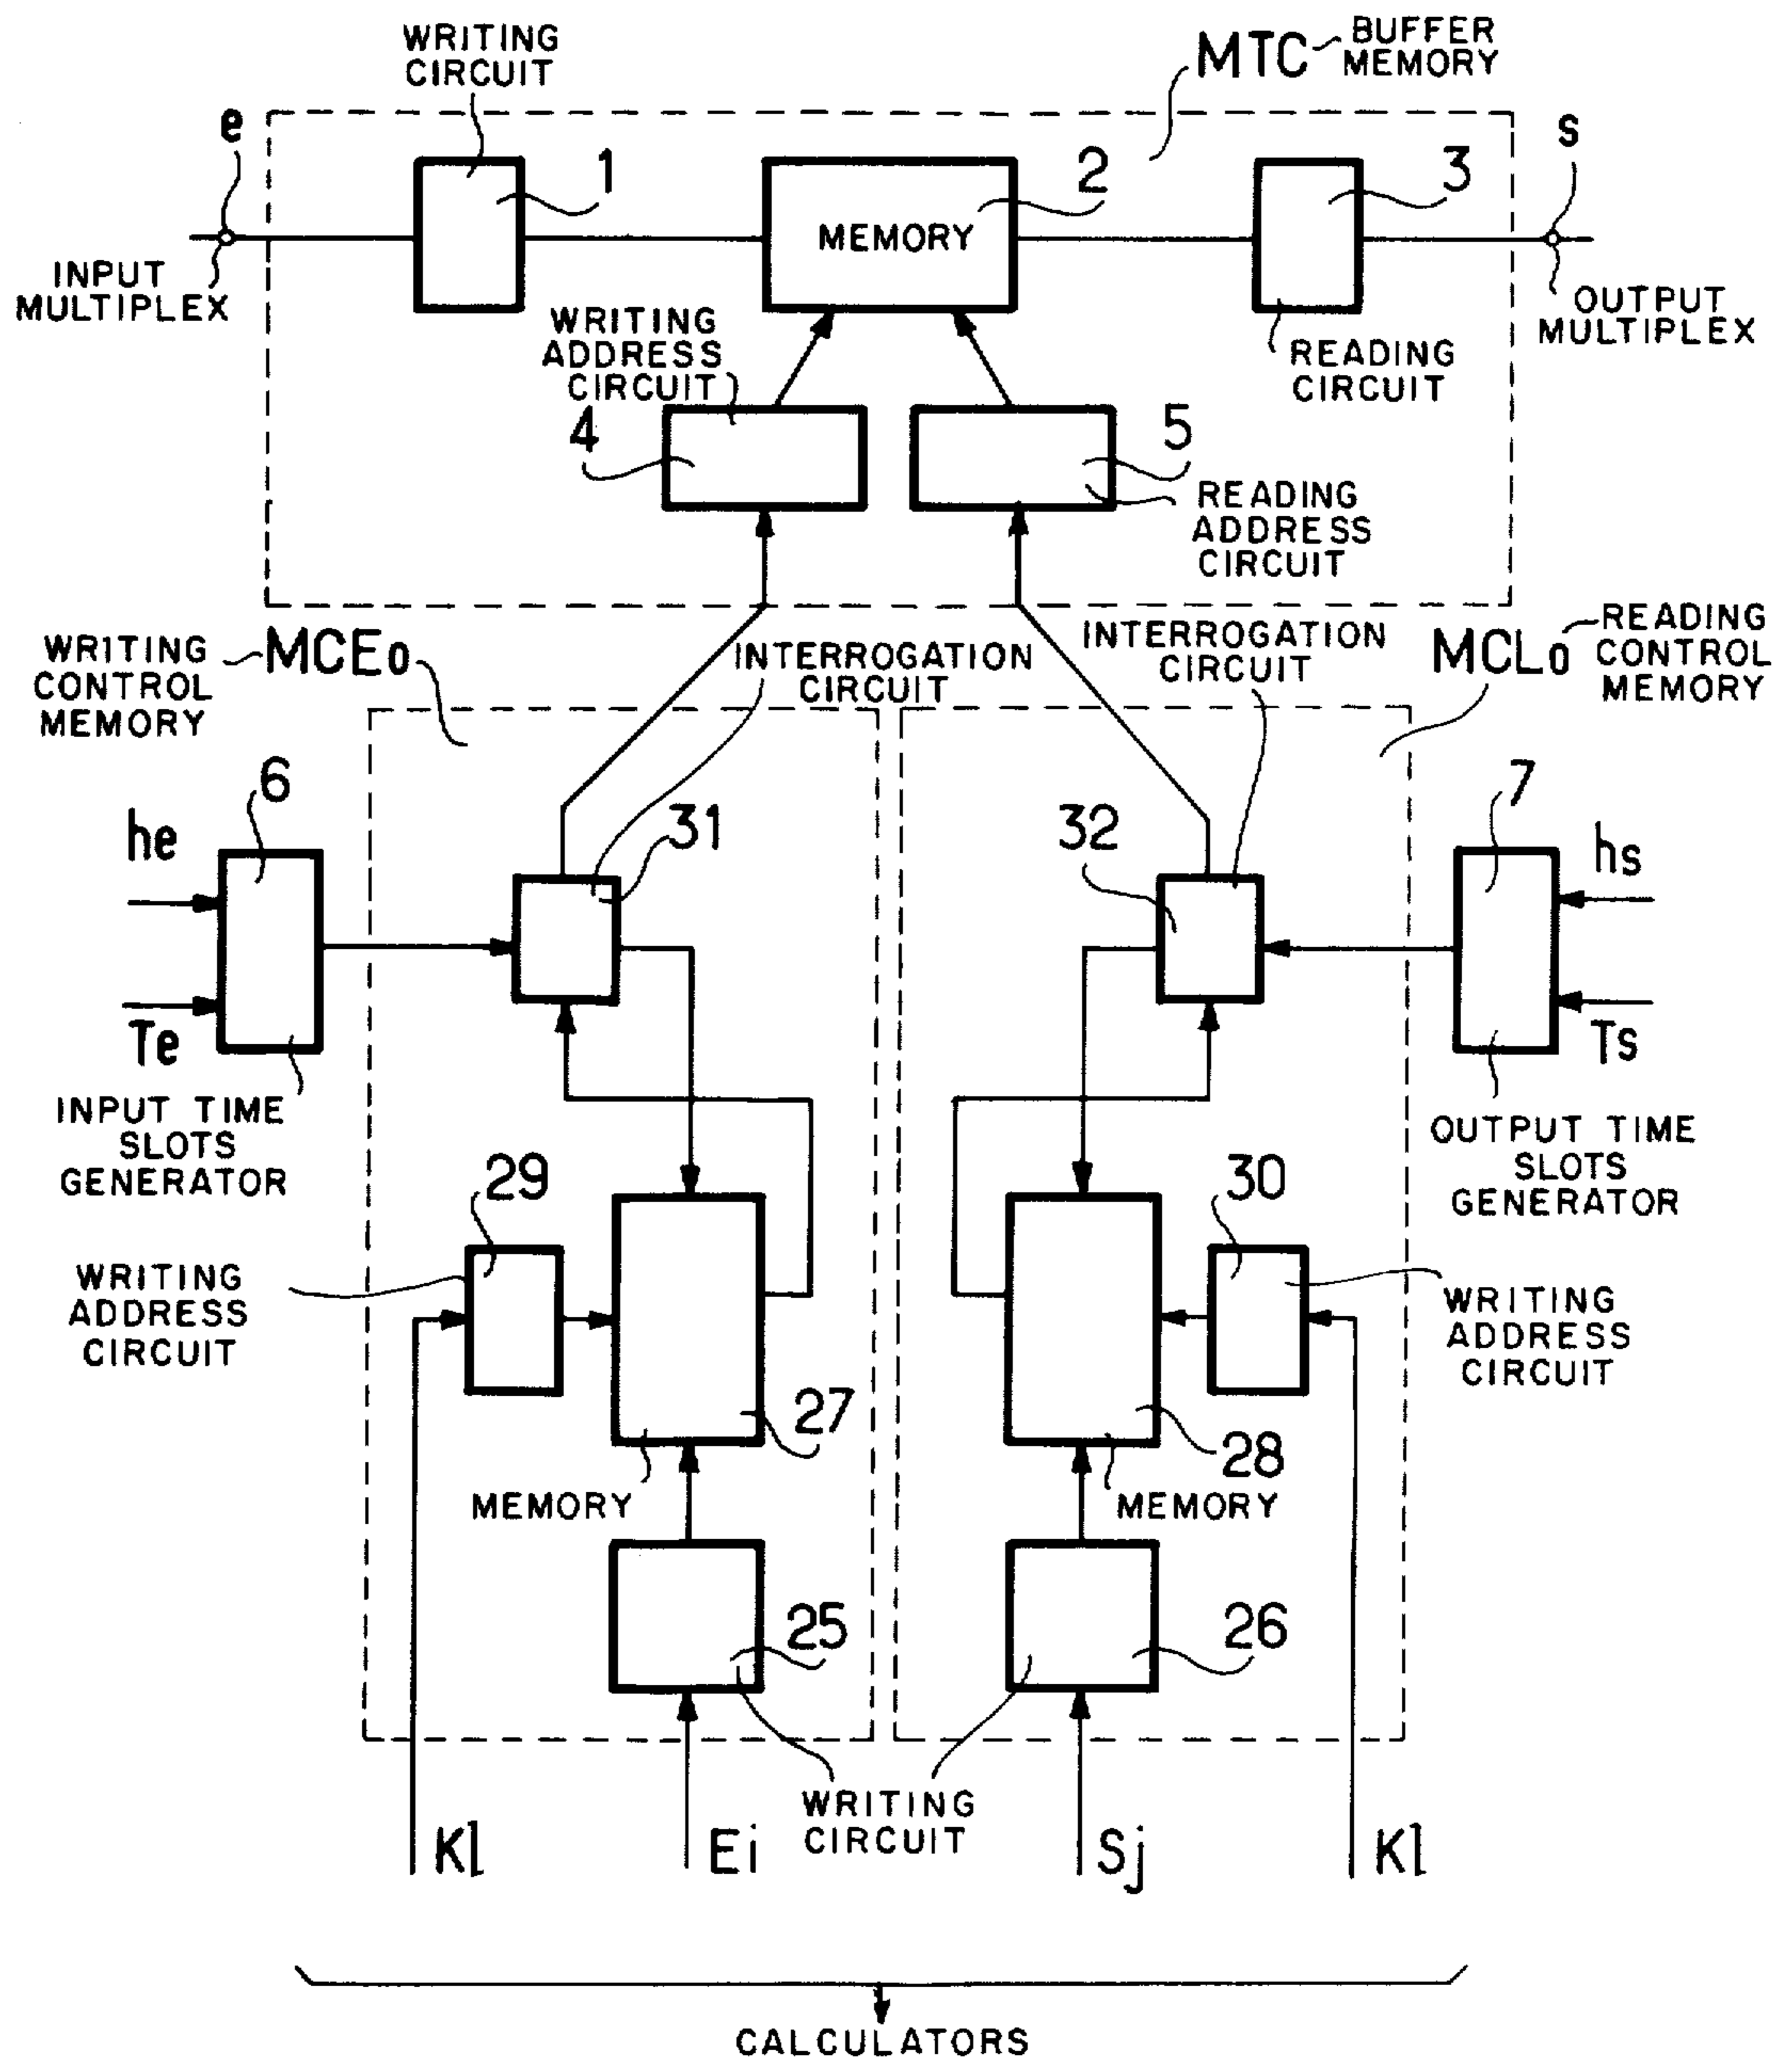 WRITING
CIRCUIT
MTC
BUFFER
MEMORY
e
s
1
2
3
MEMORY
INPUT
MULTIPLEX
OUTPUT
MULTIPLEX
WRITING
ADDRESS
CIRCUIT
READING
CIRCUIT
4
5
READING
ADDRESS
CIRCUIT
WRITING
CONTROL
MEMORY
MCEo
INTERROGATION
CIRCUIT
INTERROGATION
CIRCUIT
MCLo
READING
CONTROL
MEMORY
6
7
he
31
32
hs
Te
Ts
INPUT TIME
SLOTS
GENERATOR
OUTPUT TIME
SLOTS
GENERATOR
29
30
WRITING
ADDRESS
CIRCUIT
WRITING
ADDRESS
CIRCUIT
27
28
MEMORY
MEMORY
25
26
WRITING
CIRCUIT
Kl
Ei
Sj
Kl
CALCULATORS